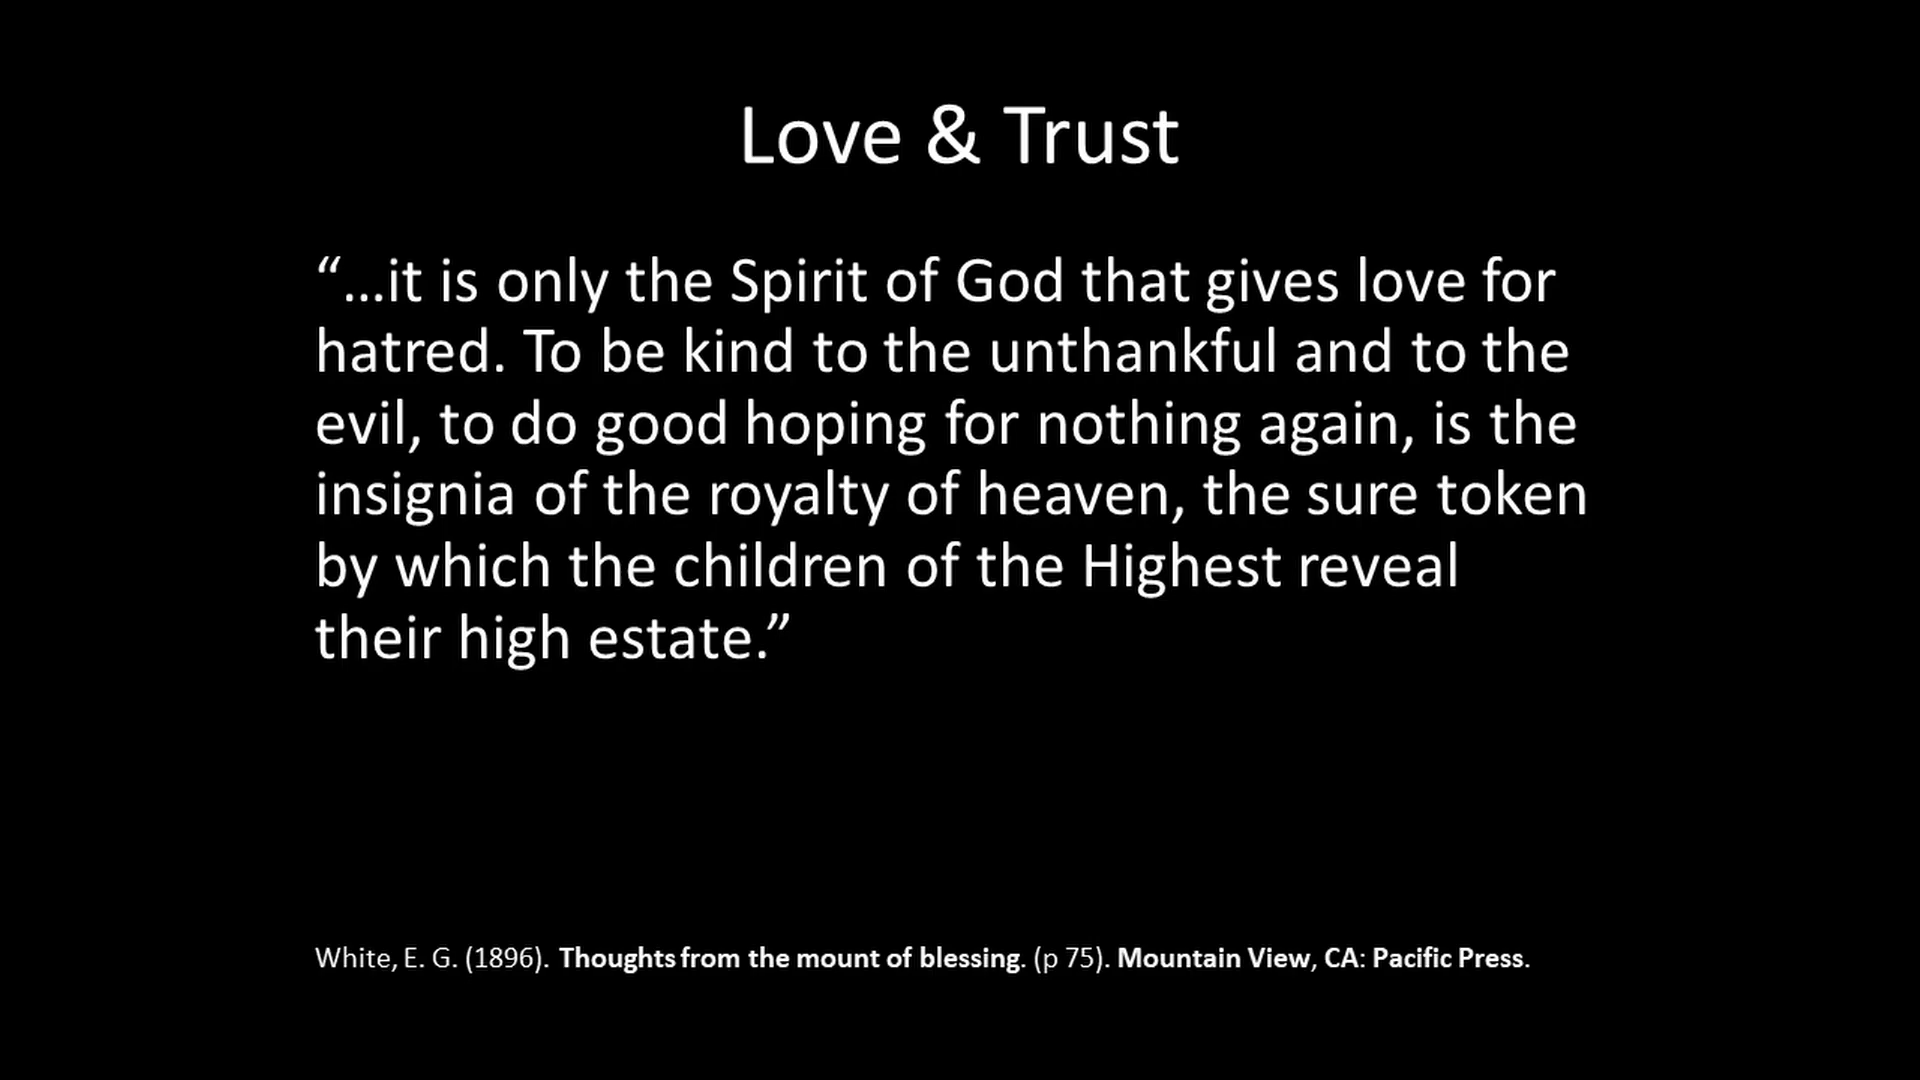 Love & Trust
“…it is only the Spirit of God that gives love for
hatred. To be kind to the unthankful and to the
evil, to do good hoping for nothing again, is the
insignia of the royalty of heaven, the sure token
by which the children of the Highest reveal
their high estate.”
White, E. G. (1896). Thoughts from the mount of blessing. (p 75). Mountain View, CA: Pacific Press.